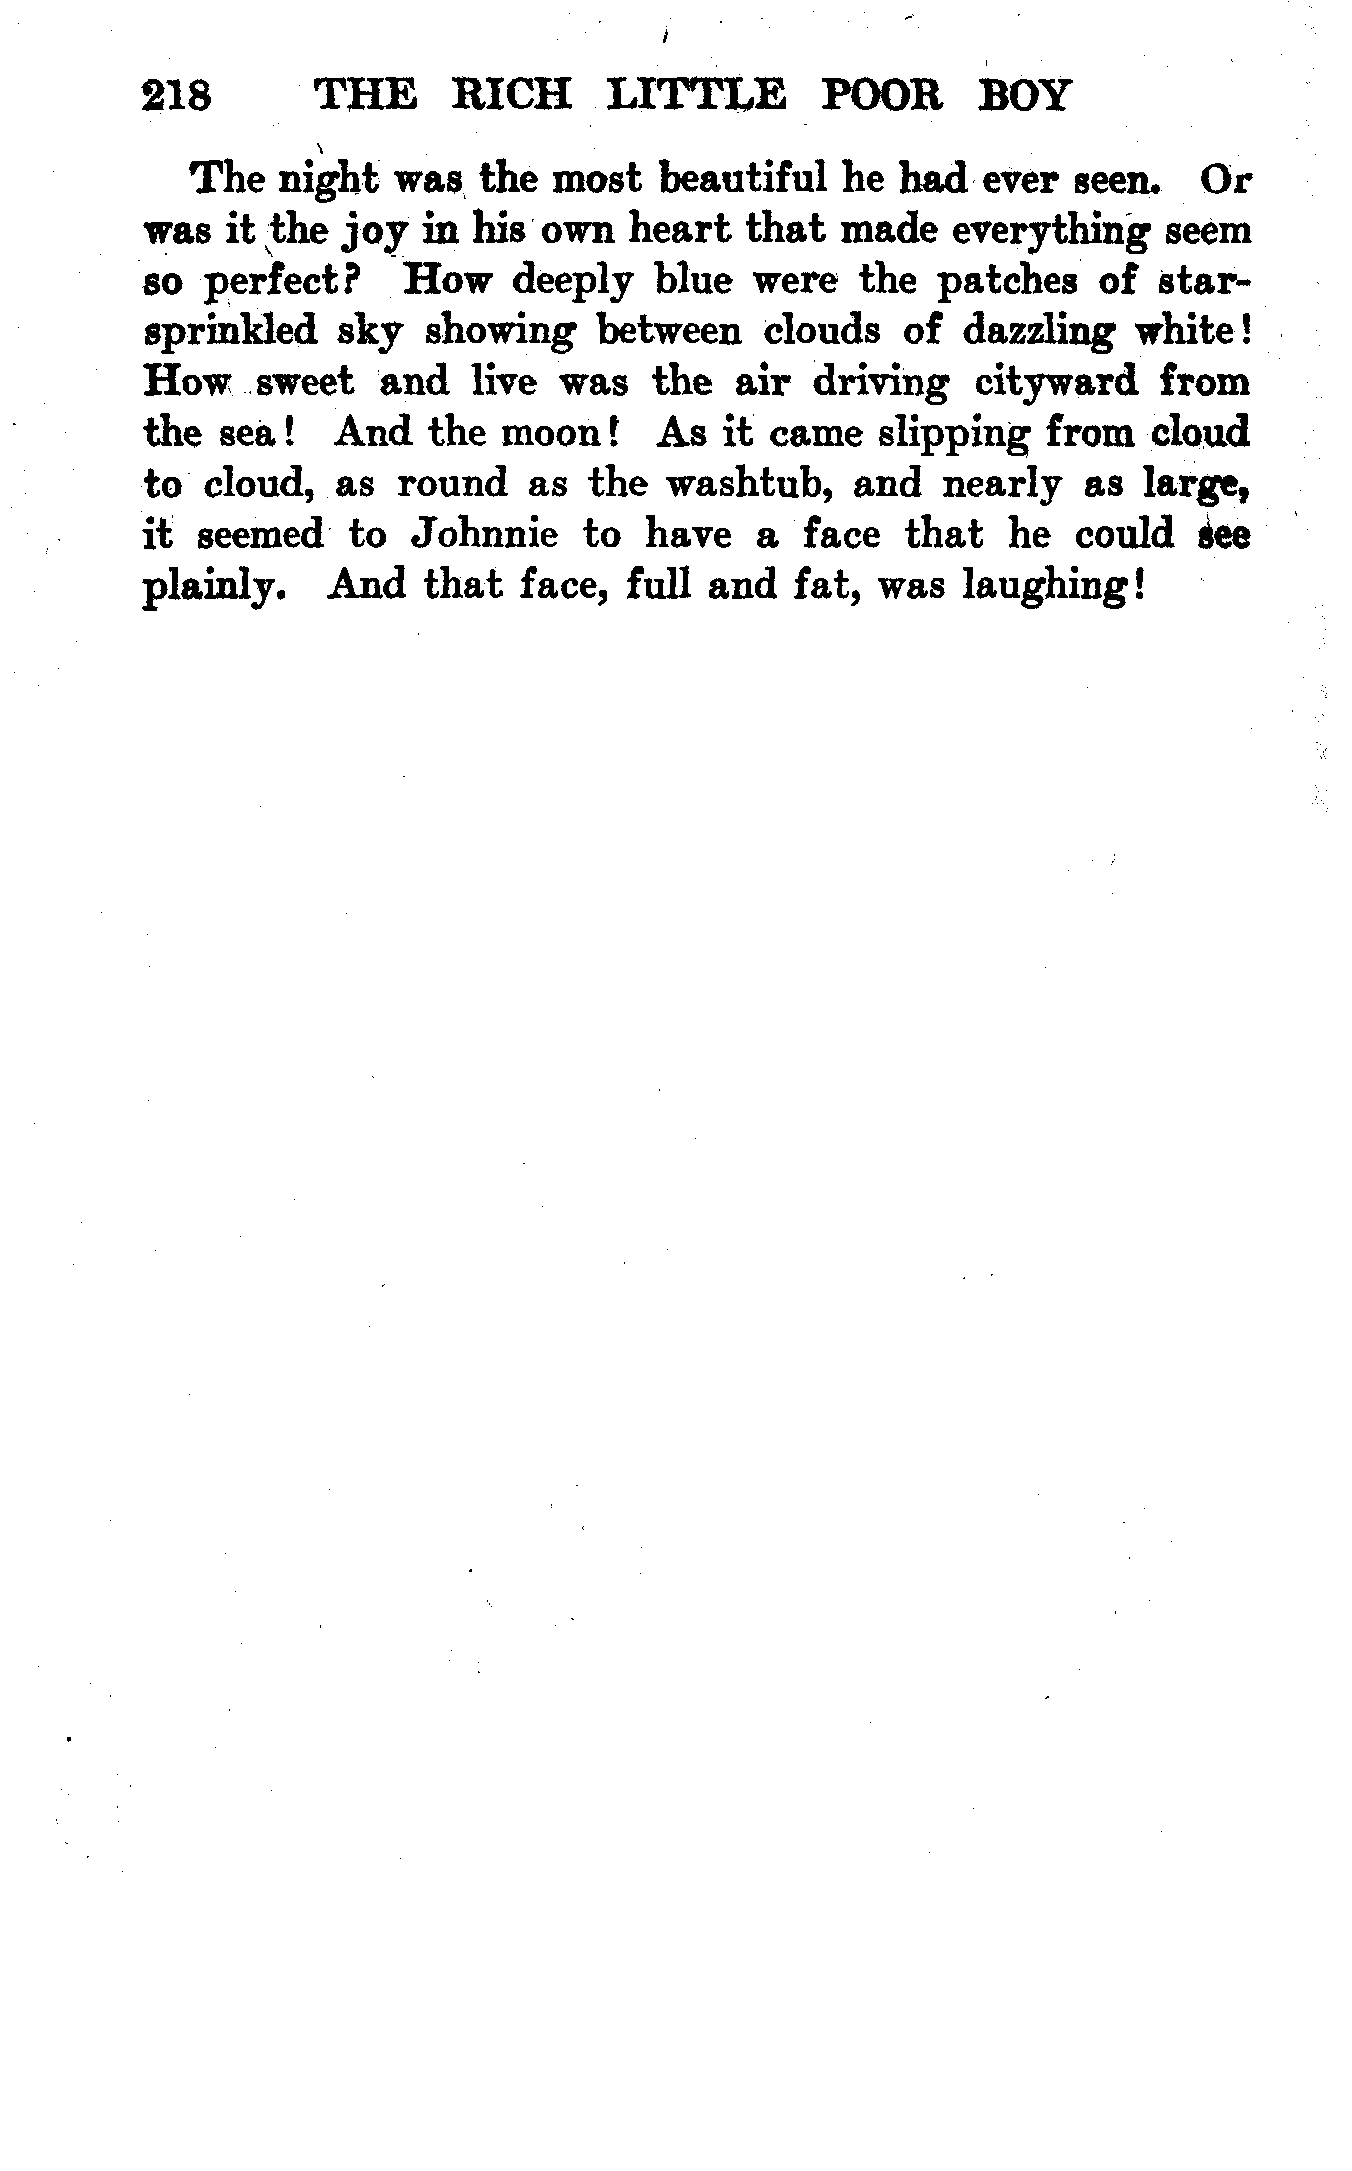 218 THE RICH LITTLE POOR BOY
The night was the most beautiful he had ever seen. Or
was it the joy in his own heart that made everything seem
so perfect? How deeply blue were the patches of star-
sprinkled sky showing between clouds of dazzling white!
How sweet and live was the air driving cityward from
the sea! And the moon! As it came slipping from cloud
to cloud, as round as the washtub, and nearly as large,
it seemed to Johnnie to have a face that he could see
plainly. And that face, full and fat, was laughing!